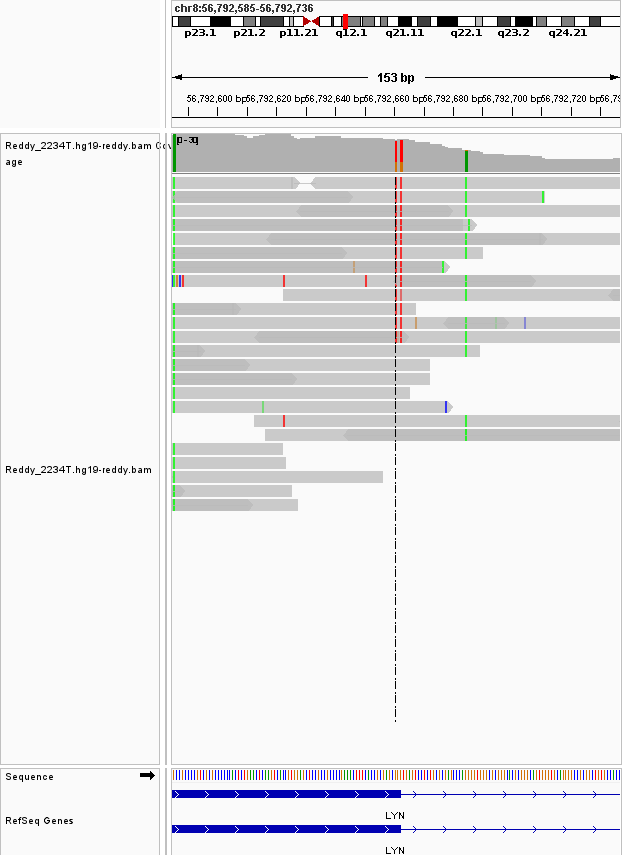 chr8:56,792,585-56,792,736
p23.1 p21.2 p11.21 q12.1 q21.11 q22.1 q23.2 q24.21
153 bp
56,792,600 bp 56,792,620 bp 56,792,640 bp 56,792,660 bp 56,792,680 bp 56,792,700 bp 56,792,720 bp 56,79
Reddy_2234T.hg19-reddy.bam Cov
age
Reddy_2234T.hg19-reddy.bam
Sequence
LYN
RefSeq Genes
LYN